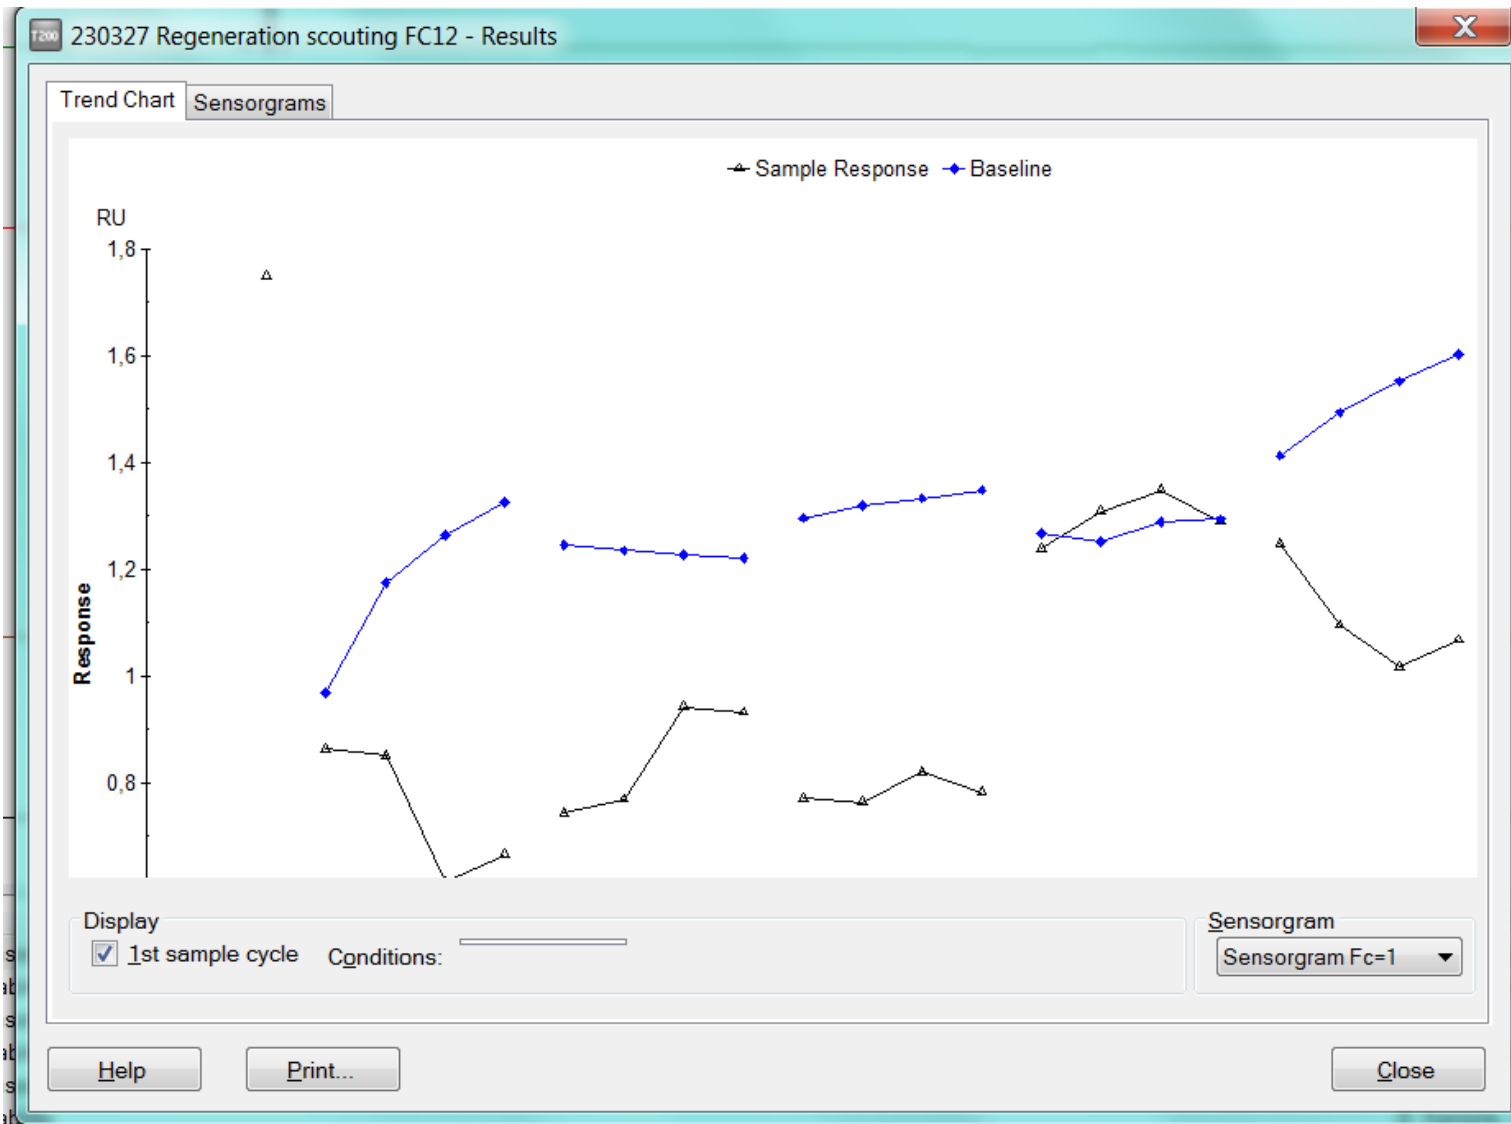 T200 230327 Regeneration scouting FC12 - Results
X
Trend Chart Sensorgrams
Sample Response Baseline
RU
1,8
1,6
1,4
1,2
1
0,8
Response
Display
1st sample cycle Conditions:
Sensorgram
Sensorgram Fc=1
Help Print... Close